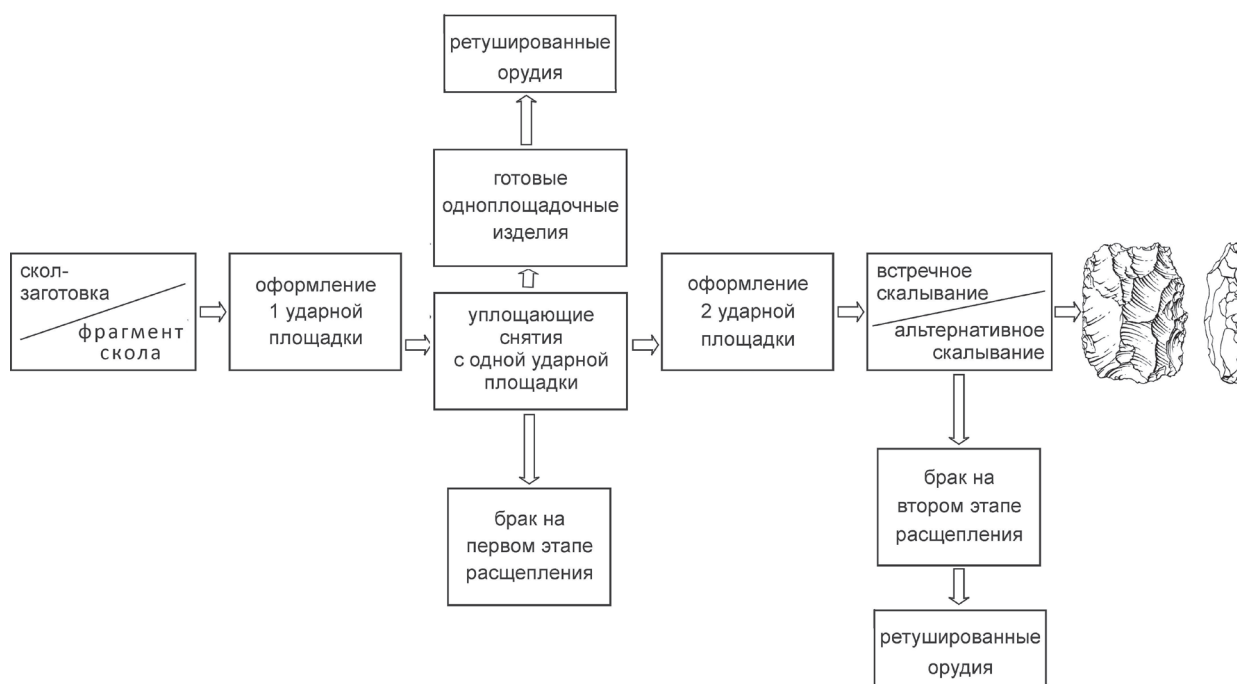 ретушированные
орудия
готовые
одноплощадочные
изделия
скол-
заготовка
фрагмент
скола
оформление
1 ударной
площадки
уплощающие
снятия
с одной ударной
площадки
оформление
2 ударной
площадки
встречное
скалывание
альтернативное
скалывание
брак на
первом этапе
расщепления
брак на
втором этапе
расщепления
ретушированные
орудия